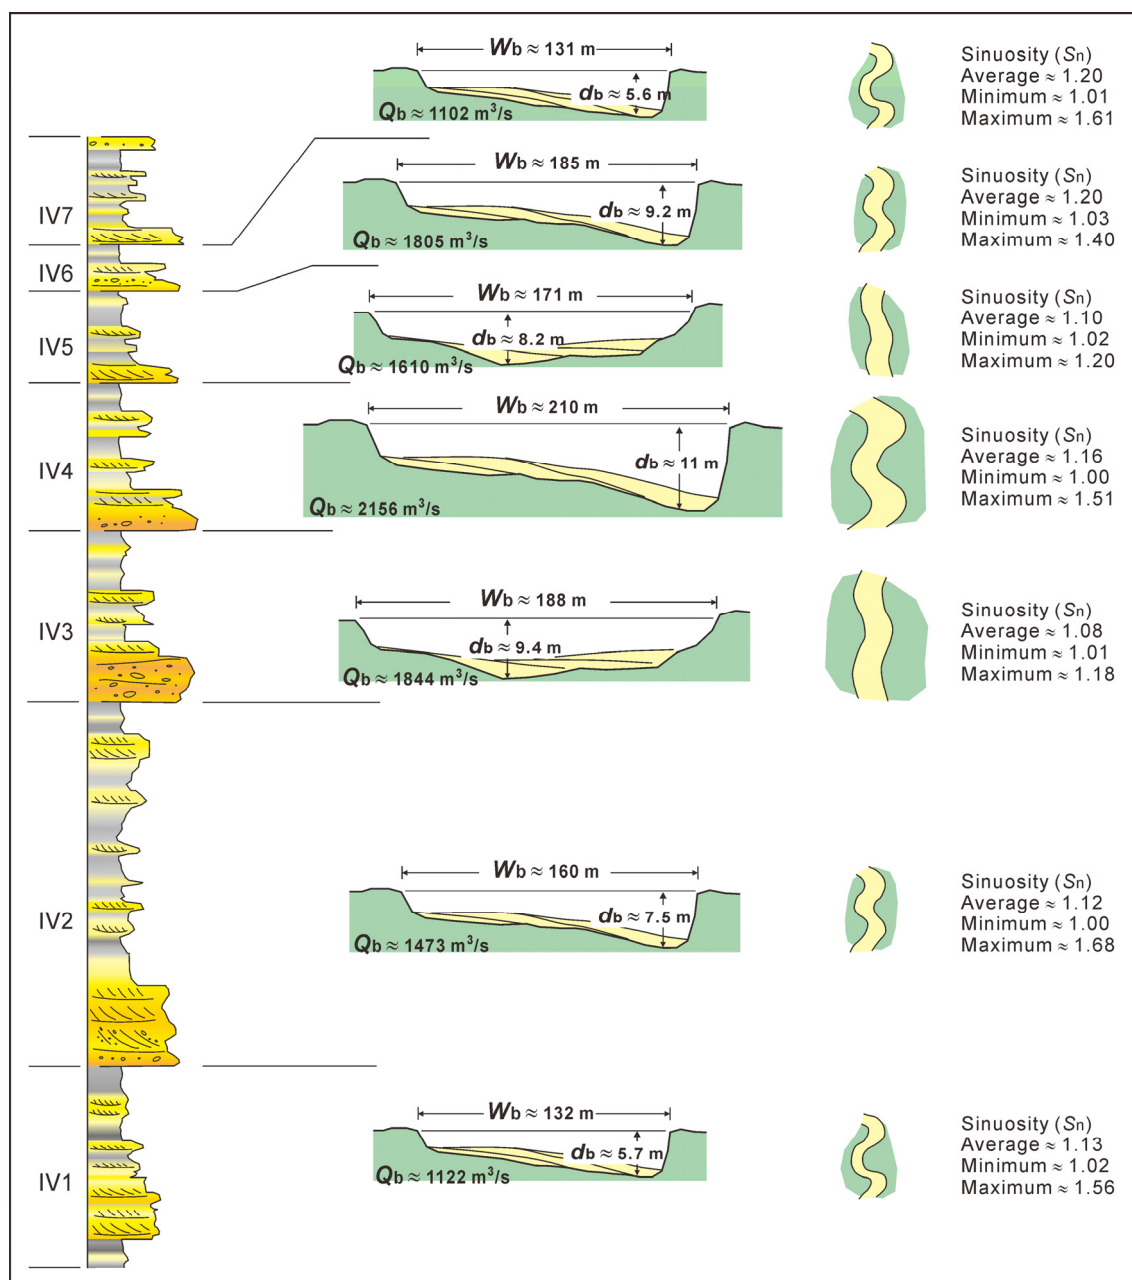 Wb ≈ 131 m
db ≈ 5.6 m
Qb ≈ 1102 m³/s
Sinuosity (Sn)
Average ≈ 1.20
Minimum ≈ 1.01
Maximum ≈ 1.61
IV7
Wb ≈ 185 m
db ≈ 9.2 m
Qb ≈ 1805 m³/s
Sinuosity (Sn)
Average ≈ 1.20
Minimum ≈ 1.03
Maximum ≈ 1.40
IV6
Wb ≈ 171 m
db ≈ 8.2 m
Qb ≈ 1610 m³/s
Sinuosity (Sn)
Average ≈ 1.10
Minimum ≈ 1.02
Maximum ≈ 1.20
IV5
Wb ≈ 210 m
db ≈ 11 m
Qb ≈ 2156 m³/s
Sinuosity (Sn)
Average ≈ 1.16
Minimum ≈ 1.00
Maximum ≈ 1.51
IV4
Wb ≈ 188 m
db ≈ 9.4 m
Qb ≈ 1844 m³/s
Sinuosity (Sn)
Average ≈ 1.08
Minimum ≈ 1.01
Maximum ≈ 1.18
IV3
Wb ≈ 160 m
db ≈ 7.5 m
Qb ≈ 1473 m³/s
Sinuosity (Sn)
Average ≈ 1.12
Minimum ≈ 1.00
Maximum ≈ 1.68
IV2
Wb ≈ 132 m
db ≈ 5.7 m
Qb ≈ 1122 m³/s
Sinuosity (Sn)
Average ≈ 1.13
Minimum ≈ 1.02
Maximum ≈ 1.56
IV1